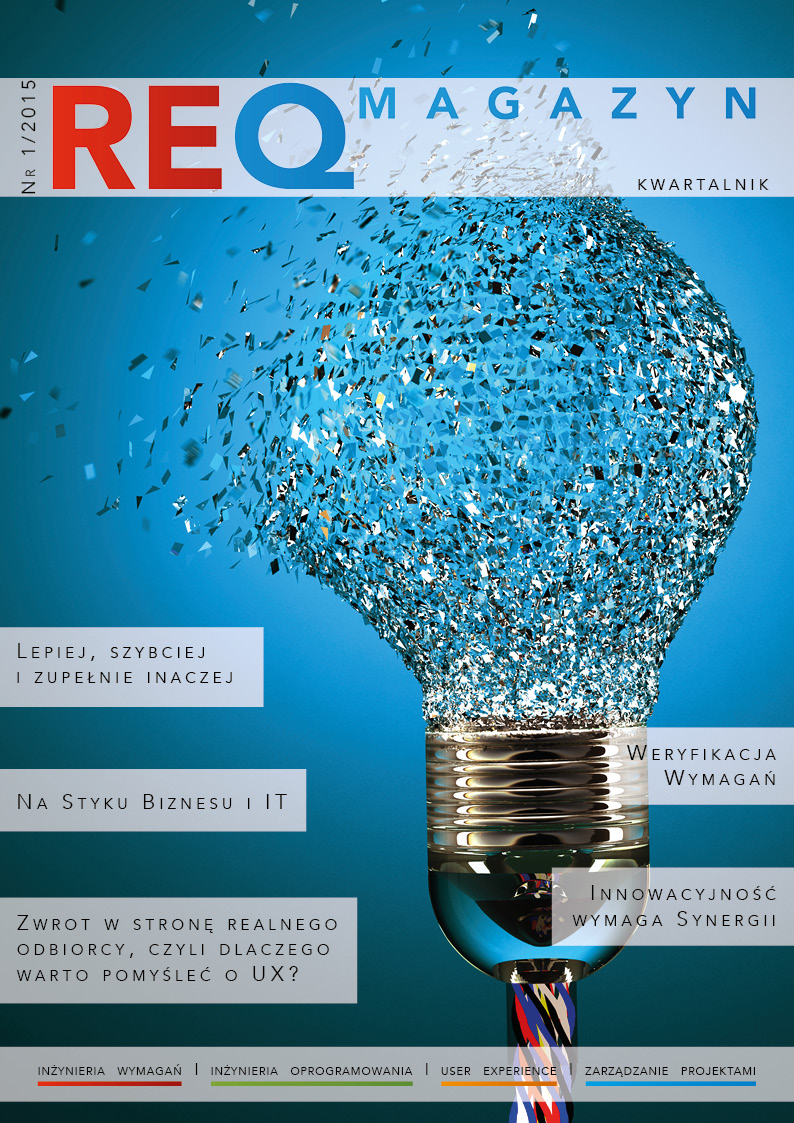 Nr 1/2015
REQ MAGAZYN
KWARTALNIK
Lepiej, szybciej
i zupełnie inaczej
Na Styku Biznesu i IT
Zwrot w stronę realnego
odbiorcy, czyli dlaczego
warto pomyśleć o UX?
Weryfikacja
Wymagań
Innowacyjność
wymaga Synergii
INŻYNIERIA WYMAGAŃ | INŻYNIERIA OPROGRAMOWANIA | USER EXPERIENCE | ZARZĄDZANIE PROJEKTAMI